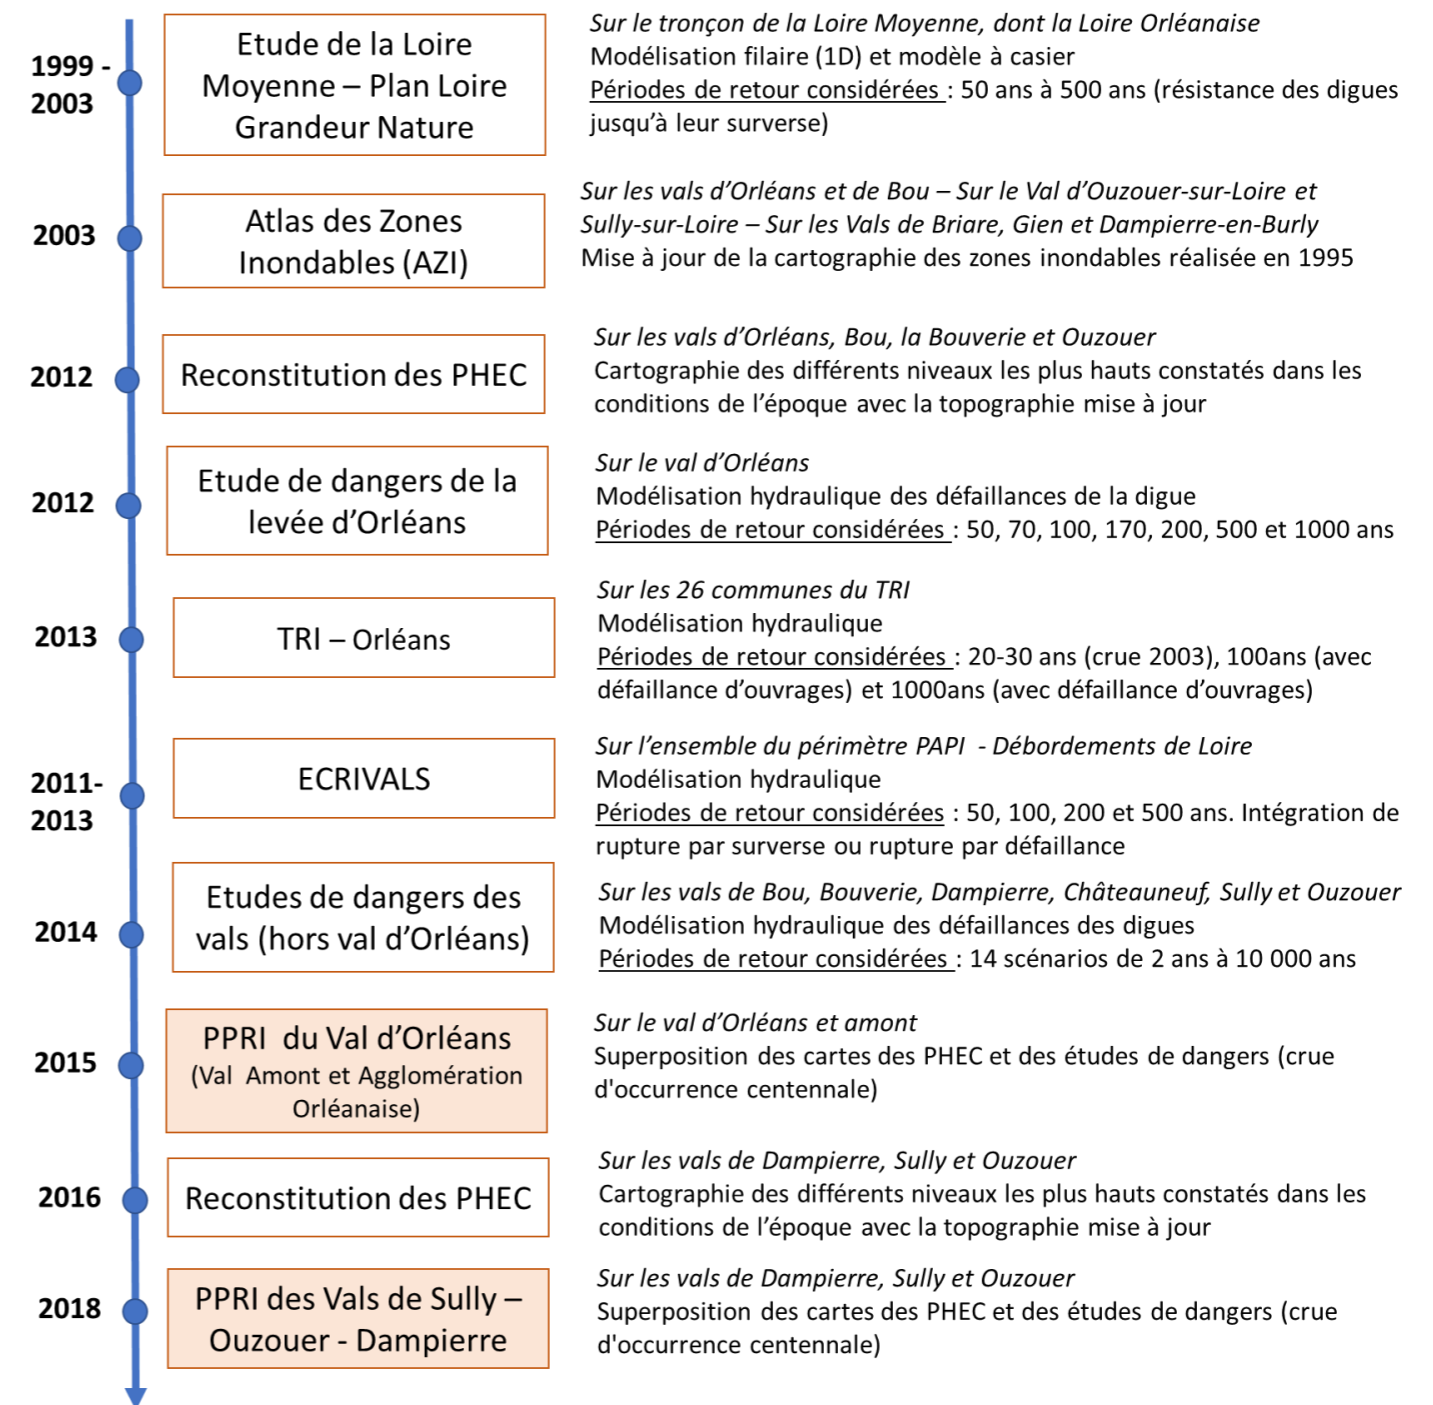 1999 -
2003
Etude de la Loire
Moyenne – Plan Loire
Grandeur Nature
Sur le tronçon de la Loire Moyenne, dont la Loire Orléanaise
Modélisation filaire (1D) et modèle à casier
Périodes de retour considérées : 50 ans à 500 ans (résistance des digues
jusqu’à leur surverse)
2003
Atlas des Zones
Inondables (AZI)
Sur les vals d’Orléans et de Bou – Sur le Val d’Ouzouer-sur-Loire et
Sully-sur-Loire – Sur les Vals de Briare, Gien et Dampierre-en-Burly
Mise à jour de la cartographie des zones inondables réalisée en 1995
2012
Reconstitution des PHEC
Sur les vals d’Orléans, Bou, la Bouverie et Ouzouer
Cartographie des différents niveaux les plus hauts constatés dans les
conditions de l’époque avec la topographie mise à jour
2012
Etude de dangers de la
levée d’Orléans
Sur le val d’Orléans
Modélisation hydraulique des défaillances de la digue
Périodes de retour considérées : 50, 70, 100, 170, 200, 500 et 1000 ans
2013
TRI – Orléans
Sur les 26 communes du TRI
Modélisation hydraulique
Périodes de retour considérées : 20-30 ans (crue 2003), 100ans (avec
défaillance d’ouvrages) et 1000ans (avec défaillance d’ouvrages)
2011-
2013
ECRIVALS
Sur l’ensemble du périmètre PAPI - Débordements de Loire
Modélisation hydraulique
Périodes de retour considérées : 50, 100, 200 et 500 ans. Intégration de
rupture par surverse ou rupture par défaillance
2014
Etudes de dangers des
vals (hors val d’Orléans)
Sur les vals de Bou, Bouverie, Dampierre, Châteauneuf, Sully et Ouzouer
Modélisation hydraulique des défaillances des digues
Périodes de retour considérées : 14 scénarios de 2 ans à 10 000 ans
2015
PPRI du Val d’Orléans
(Val Amont et Agglomération
Orléanaise)
Sur le val d’Orléans et amont
Superposition des cartes des PHEC et des études de dangers (crue
d'occurrence centennale)
2016
Reconstitution des PHEC
Sur les vals de Dampierre, Sully et Ouzouer
Cartographie des différents niveaux les plus hauts constatés dans les
conditions de l’époque avec la topographie mise à jour
2018
PPRI des Vals de Sully –
Ouzouer - Dampierre
Sur les vals de Dampierre, Sully et Ouzouer
Superposition des cartes des PHEC et des études de dangers (crue
d'occurrence centennale)